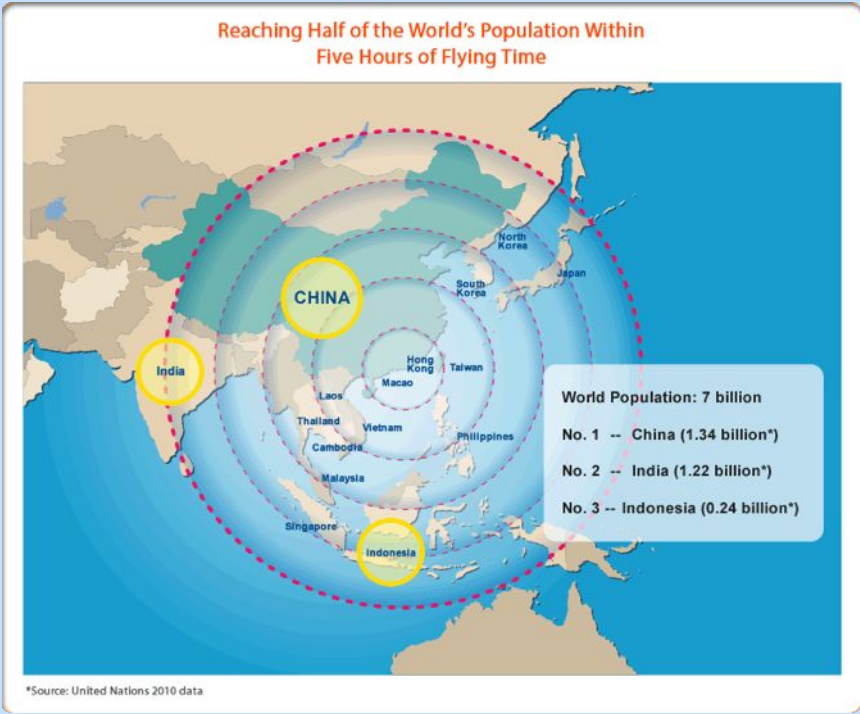 Reaching Half of the World's Population Within
Five Hours of Flying Time
North
Korea
Japan
South
Korea
CHINA
Hong
Kong
Taiwan
India
Macao
Laos
Thailand
Vietnam
Cambodia
Philippines
Malaysia
Singapore
Indonesia
World Population: 7 billion
No. 1 -- China (1.34 billion*)
No. 2 -- India (1.22 billion*)
No. 3 -- Indonesia (0.24 billion*)
*Source: United Nations 2010 data